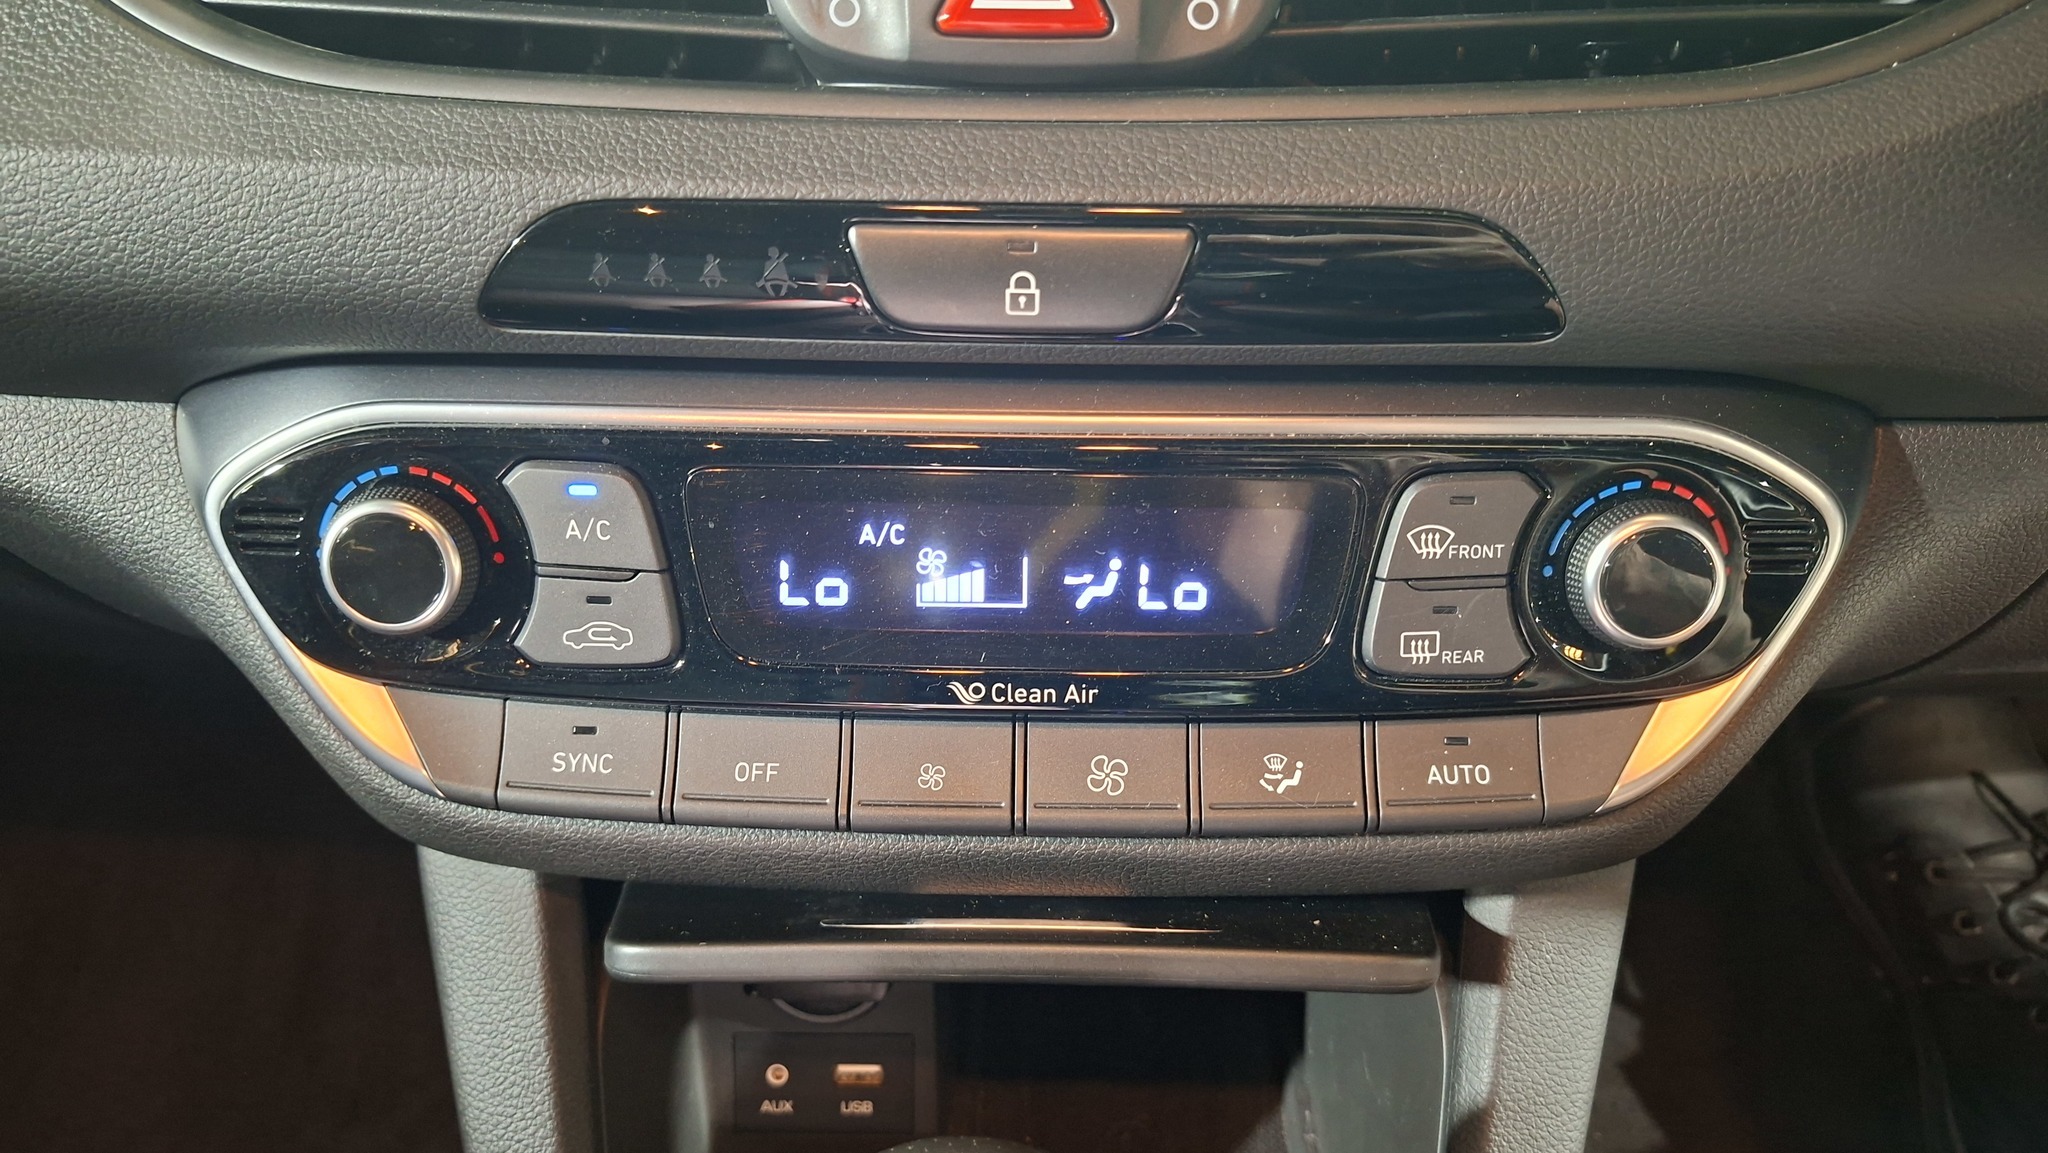 A/C
A/C
Lo
Lo
FRONT
REAR
Clean Air
SYNC
OFF
AUTO
AUX
USB